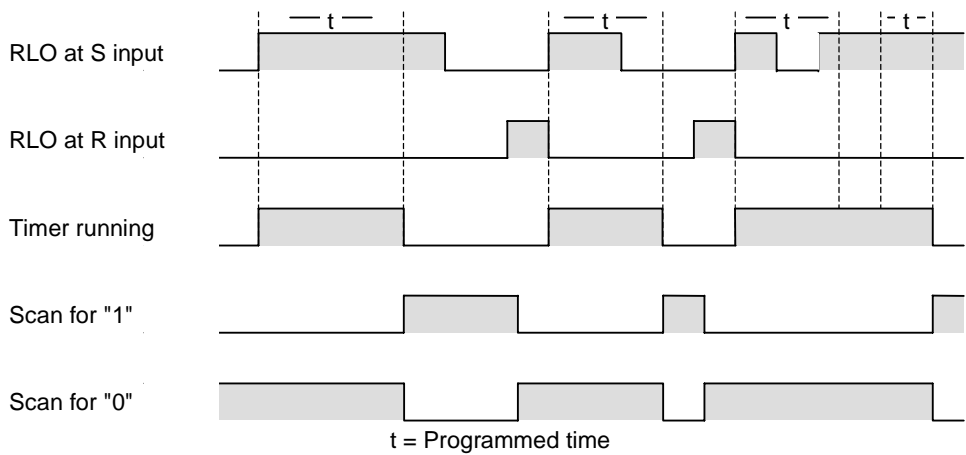 t t t t
RLO at S input
RLO at R input
Timer running
Scan for "1"
Scan for "0"
t = Programmed time